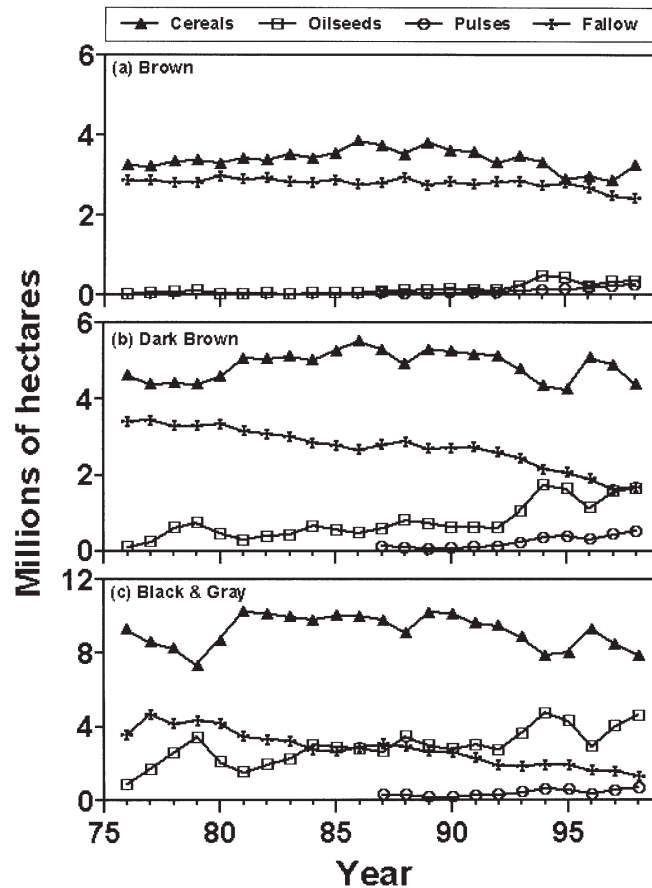 Cereals Oilseeds Pulses Fallow
(a) Brown
6
4
2
0
(b) Dark Brown
6
4
2
0
(c) Black & Gray
12
8
4
0
75 80 85 90 95
Year
Millions of hectares